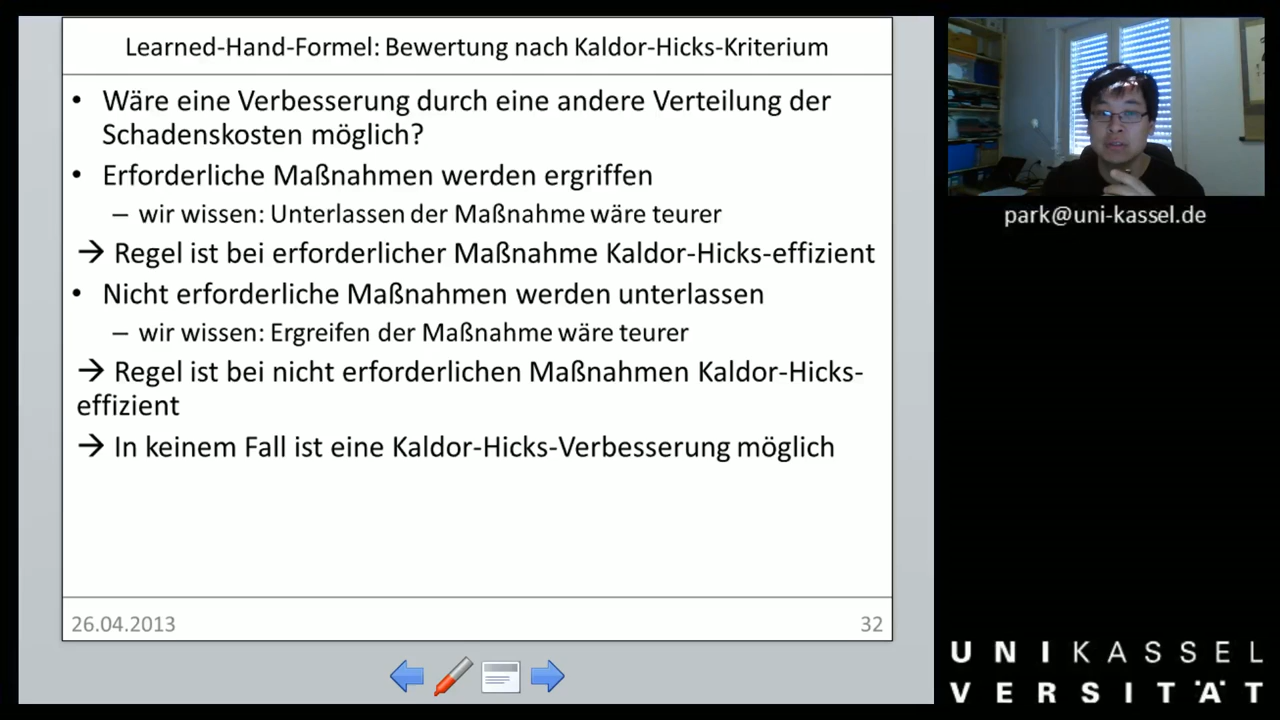 Learned-Hand-Formel: Bewertung nach Kaldor-Hicks-Kriterium
• Wäre eine Verbesserung durch eine andere Verteilung der
Schadenskosten möglich?
• Erforderliche Maßnahmen werden ergriffen
– wir wissen: Unterlassen der Maßnahme wäre teurer
→ Regel ist bei erforderlicher Maßnahme Kaldor-Hicks-effizient
• Nicht erforderliche Maßnahmen werden unterlassen
– wir wissen: Ergreifen der Maßnahme wäre teurer
→ Regel ist bei nicht erforderlichen Maßnahmen Kaldor-Hicks-
effizient
→ In keinem Fall ist eine Kaldor-Hicks-Verbesserung möglich
26.04.2013
32
park@uni-kassel.de
UNIKASSEL
VERSITÄT